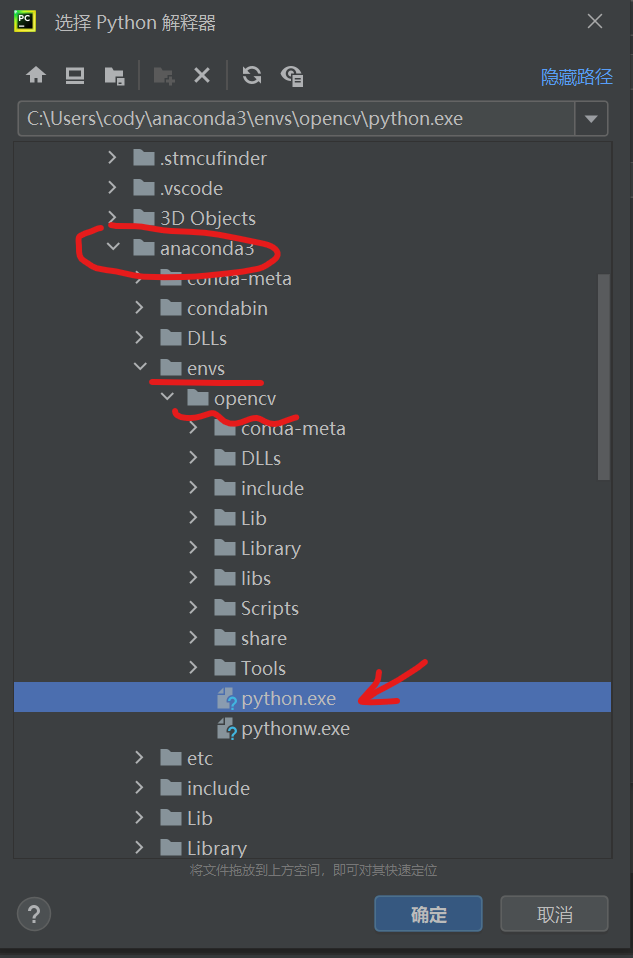 PC
选择 Python 解释器
隐藏路径
C:\Users\cody\anaconda3\envs\opencv\python.exe
.stmcufinder
.vscode
3D Objects
anaconda3
conda-meta
condabin
DLLs
envs
opencv
conda-meta
DLLs
include
Lib
Library
libs
Scripts
share
Tools
python.exe
pythonw.exe
etc
include
Lib
Library
将文件拖放到上方空间，即可对其快速定位
?
确定
取消